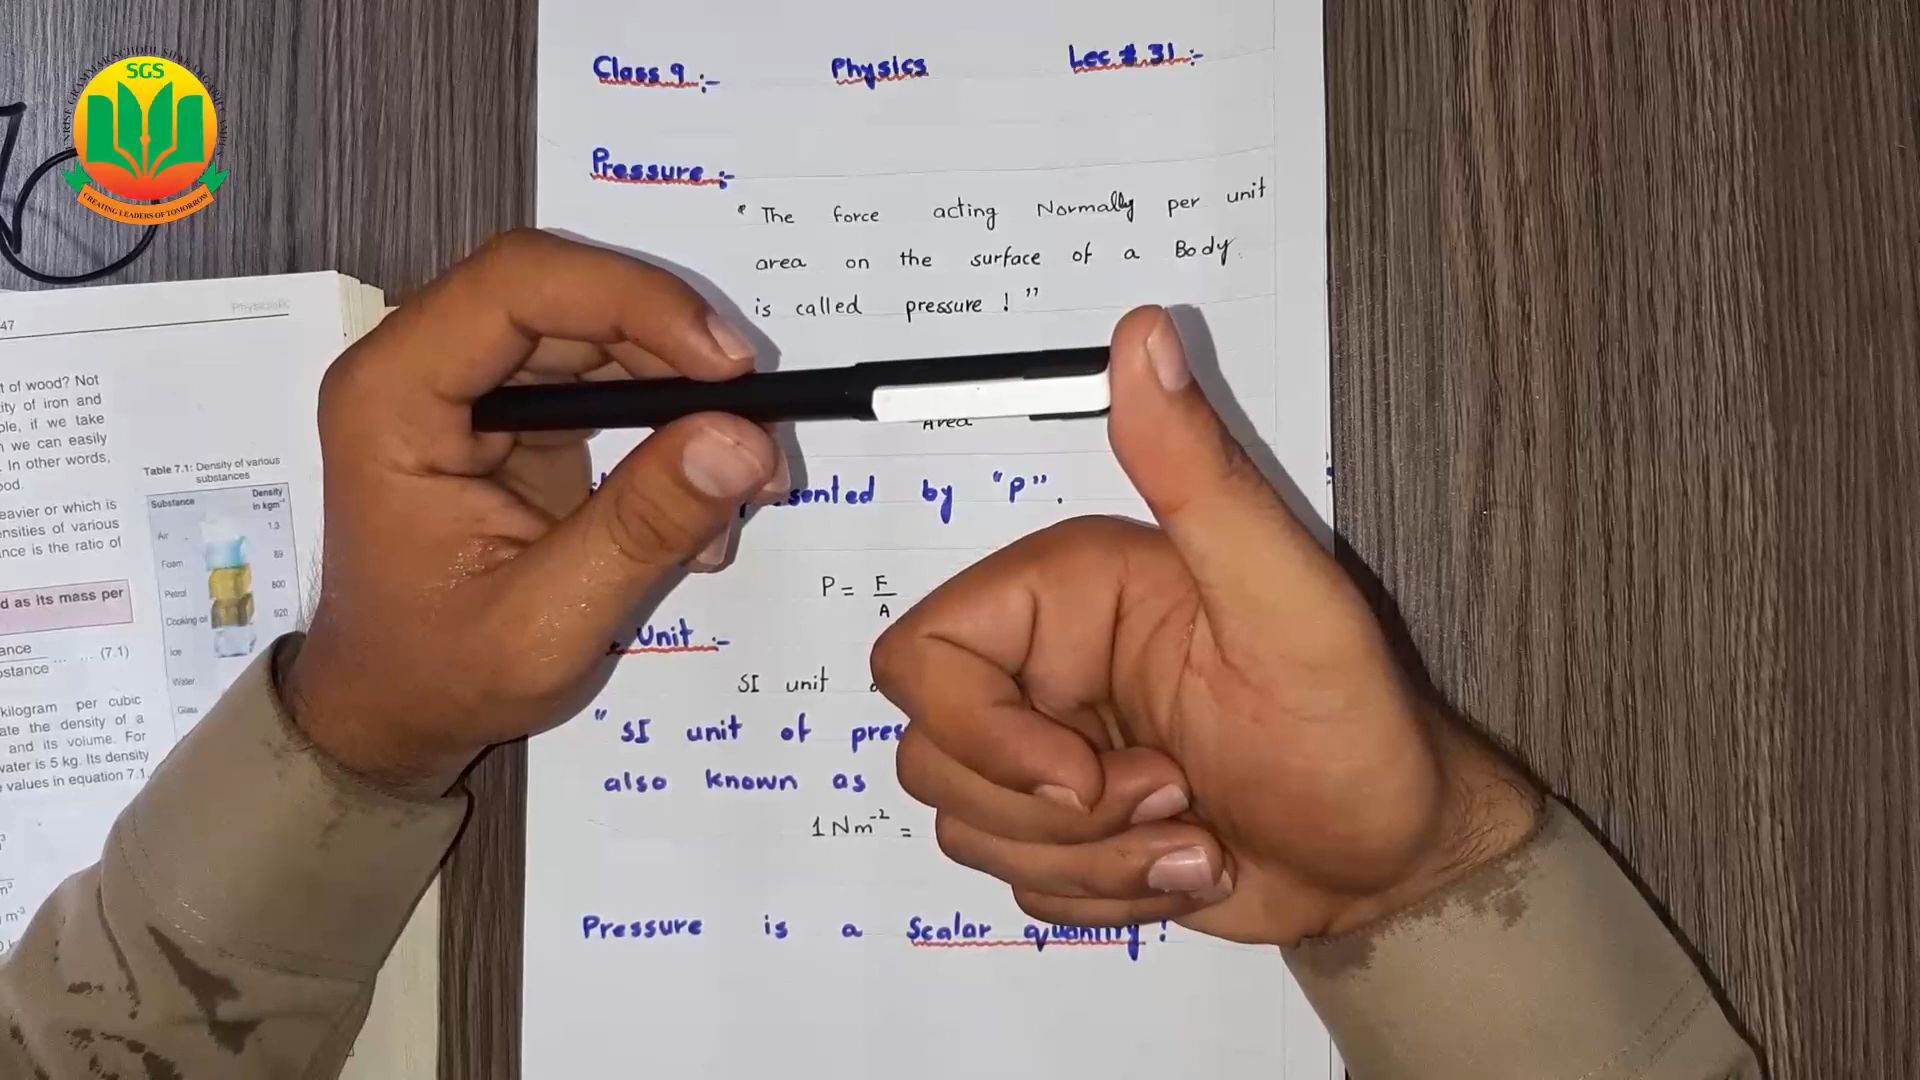 SGS
CREATING LEADERS OF TOMORROW
Class 9 :- Physics Lec # 31:-
Pressure :-
" The force acting Normally per unit
area on the surface of a Body.
is called pressure ! "
Area
sented by "P".
P = F
A
Unit :-
SI unit
" SI unit of pres
also known as
1 Nm⁻² =
Pressure is a Scalar quantity !
47
t of wood? Not
ity of iron and
ple, if we take
we can easily
. In other words,
ood.
eavier or which is
ensities of various
nce is the ratio of
d as its mass per
ance
bstance ... ... (7.1)
kilogram per cubic
ate the density of a
and its volume. For
vater is 5 kg. Its density
values in equation 7.1,
Table 7.1: Density of various
substances
Substance Density
in kgm⁻³
Air 1.3
Foam 89
Petrol 800
Cooking oil 920
Ice
Water
Glass